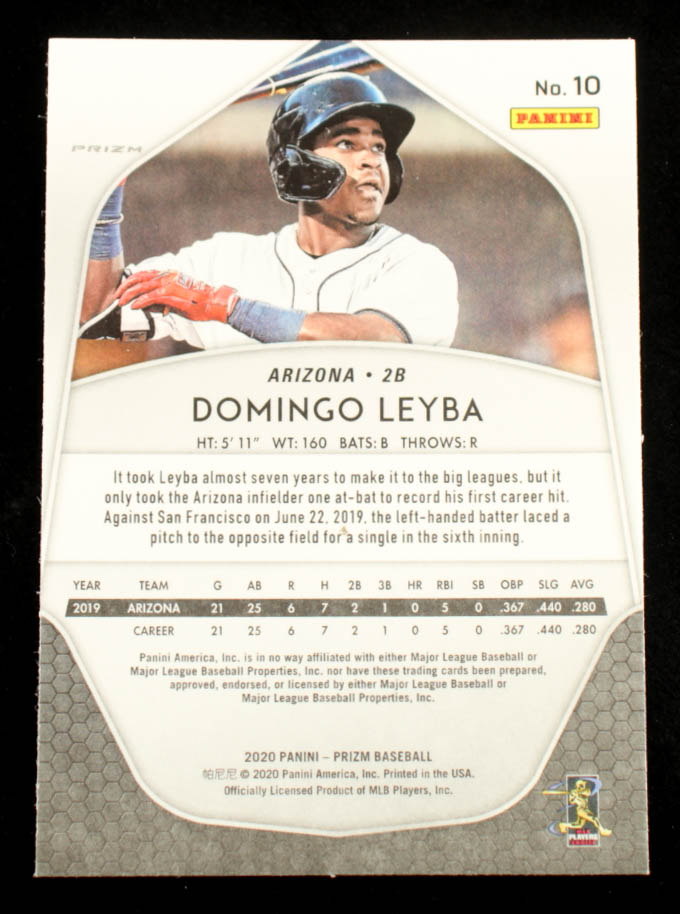 No. 10
PANINI
PRIZM
ARIZONA • 2B
DOMINGO LEYBA
HT: 5' 11" WT: 160 BATS: B THROWS: R
It took Leyba almost seven years to make it to the big leagues, but it
only took the Arizona infielder one at-bat to record his first career hit.
Against San Francisco on June 22, 2019, the left-handed batter laced a
pitch to the opposite field for a single in the sixth inning.
YEAR TEAM G AB R H 2B 3B HR RBI SB OBP SLG AVG
2019 ARIZONA 21 25 6 7 2 1 0 5 0 .367 .440 .280
CAREER 21 25 6 7 2 1 0 5 0 .367 .440 .280
Panini America, Inc. is in no way affiliated with either Major League Baseball or
Major League Baseball Properties, Inc. nor have these trading cards been prepared,
approved, endorsed, or licensed by either Major League Baseball or
Major League Baseball Properties, Inc.
2020 PANINI – PRIZM BASEBALL
帕尼尼 © 2020 Panini America, Inc. Printed in the USA.
Officially Licensed Product of MLB Players, Inc.
PLAYERS